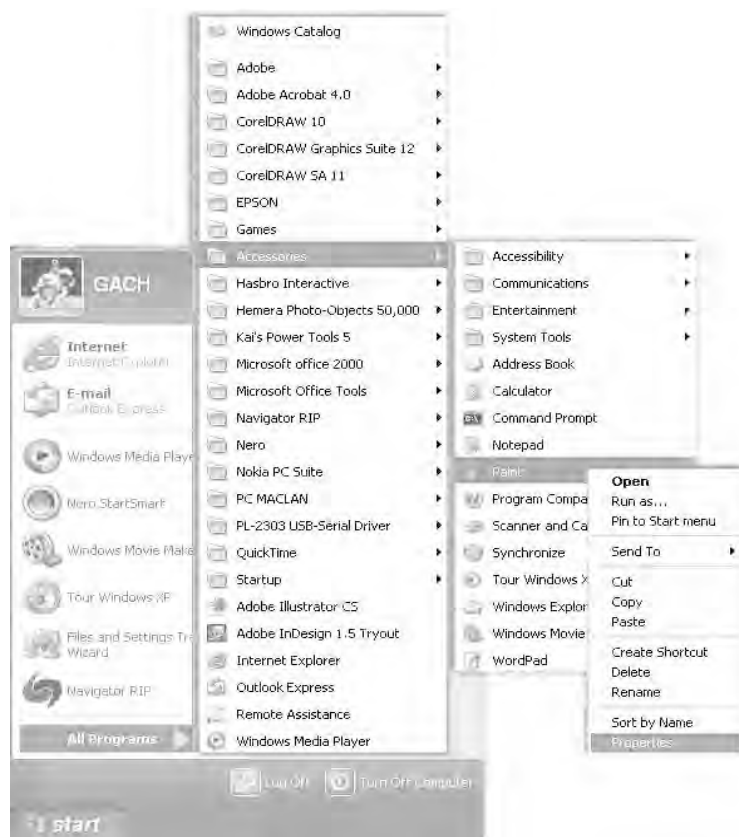 Windows Catalog
Adobe
Adobe Acrobat 4.0
CorelDRAW 10
CorelDRAW Graphics Suite 12
CorelDRAW SA 11
EPSON
Games
Accessories
Hasbro Interactive
Hemera Photo-Objects 50,000
Kai's Power Tools 5
Microsoft office 2000
Microsoft Office Tools
Navigator RIP
Nero
Nokia PC Suite
PC MACLAN
PL-2303 USB-Serial Driver
QuickTime
Startup
Adobe Illustrator CS
Adobe InDesign 1.5 Tryout
Internet Explorer
Outlook Express
Remote Assistance
Windows Media Player
GACH
Internet
Internet Explorer
E-mail
Outlook Express
Windows Media Playe
Nero StartSmart
Windows Movie Make
Tour Windows XP
Files and Settings Tr
Wizard
Navigator RIP
All Programs
Accessibility
Communications
Entertainment
System Tools
Address Book
Calculator
Command Prompt
Notepad
Paint
Program Compa
Scanner and Ca
Synchronize
Tour Windows X
Windows Explor
Windows Movie
WordPad
Open
Run as...
Pin to Start menu
Send To
Cut
Copy
Paste
Create Shortcut
Delete
Rename
Sort by Name
Properties
Log Off
Turn Off Computer
start